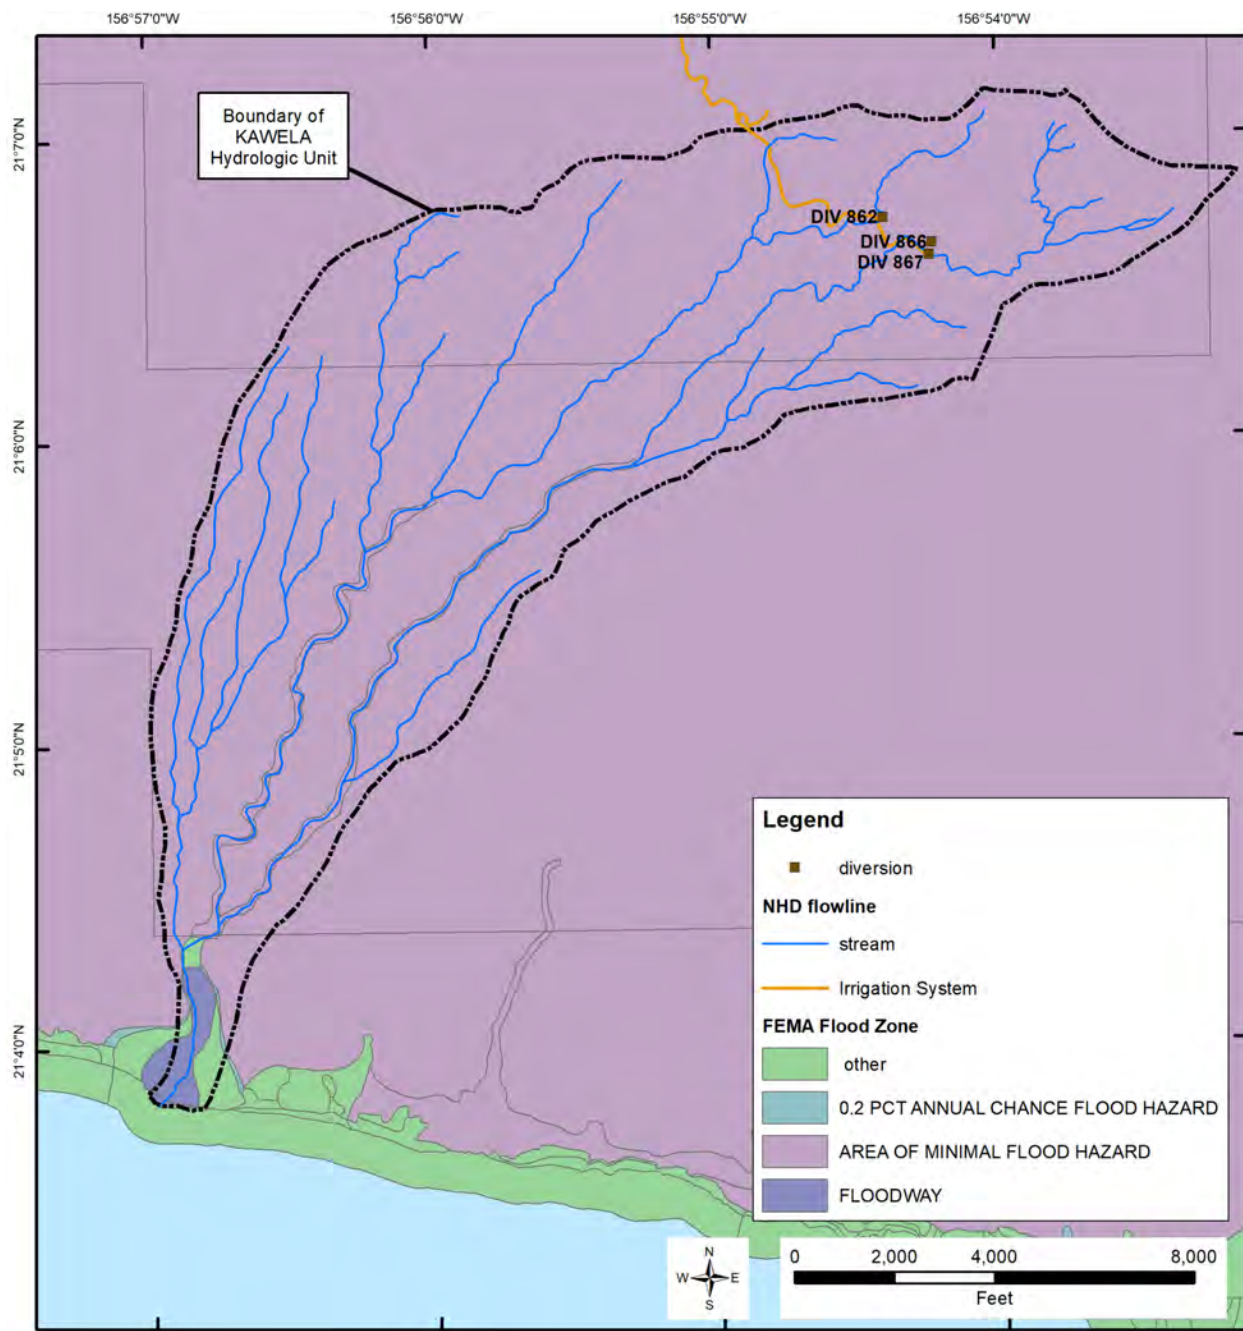 156°57'0"W
156°56'0"W
156°55'0"W
156°54'0"W
21°7'0"N
21°6'0"N
21°5'0"N
21°4'0"N
Boundary of
KAWELA
Hydrologic Unit
DIV 862
DIV 866
DIV 867
Legend
diversion
NHD flowline
stream
Irrigation System
FEMA Flood Zone
other
0.2 PCT ANNUAL CHANCE FLOOD HAZARD
AREA OF MINIMAL FLOOD HAZARD
FLOODWAY
N
W E
S
0 2,000 4,000 8,000
Feet